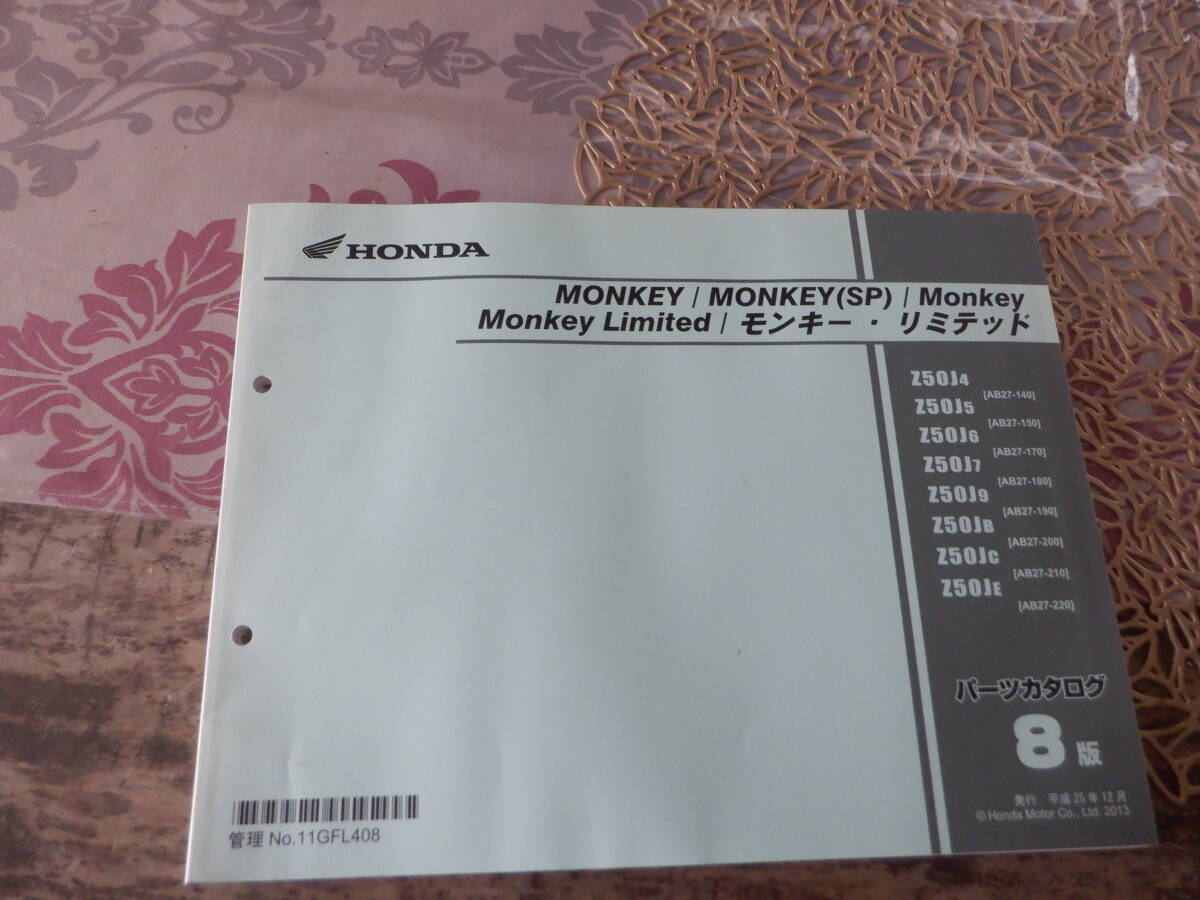 HONDA
MONKEY / MONKEY(SP) / Monkey
Monkey Limited / モンキー ・ リミテッド
Z50J4
[AB27-140]
Z50J5
[AB27-150]
Z50J6
[AB27-170]
Z50J7
[AB27-180]
Z50J9
[AB27-190]
Z50JB
[AB27-200]
Z50JC
[AB27-210]
Z50JE
[AB27-220]
パーツカタログ
8版
発行 平成25年12月
© Honda Motor Co., Ltd. 2013
管理 No.11GFL408